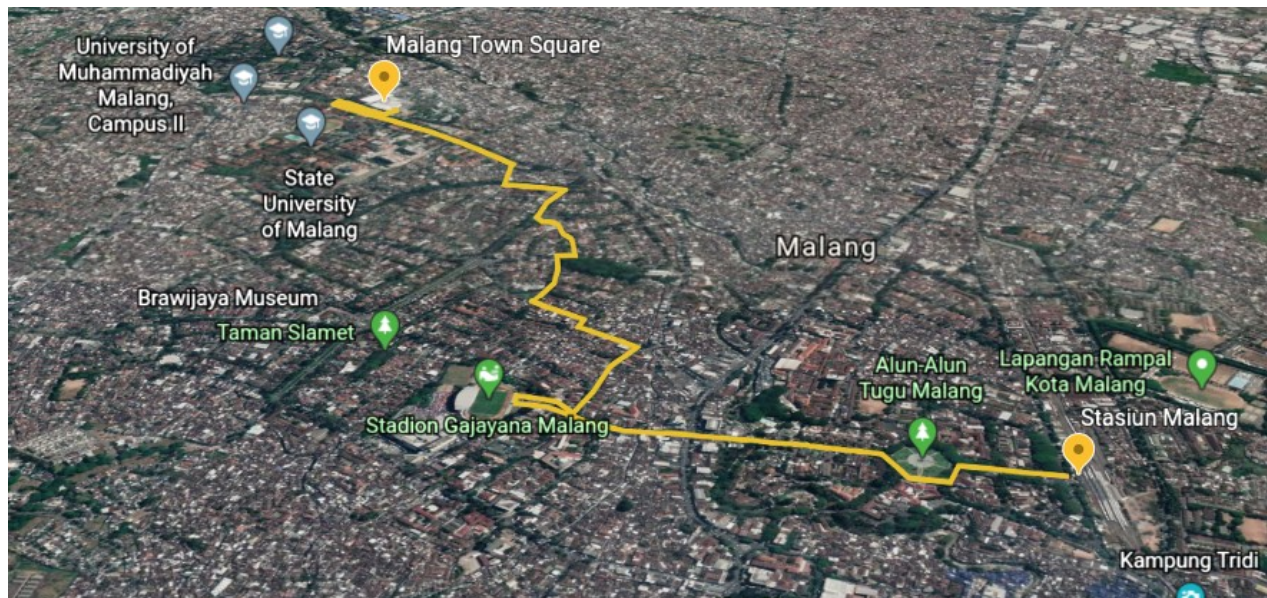 Malang Town Square
University of
Muhammadiyah
Malang,
Campus II
State
University
of Malang
Malang
Brawijaya Museum
Taman Slamet
Alun-Alun
Tugu Malang
Lapangan Rampal
Kota Malang
Stasiun Malang
Stadion Gajayana Malang
Kampung Tridi